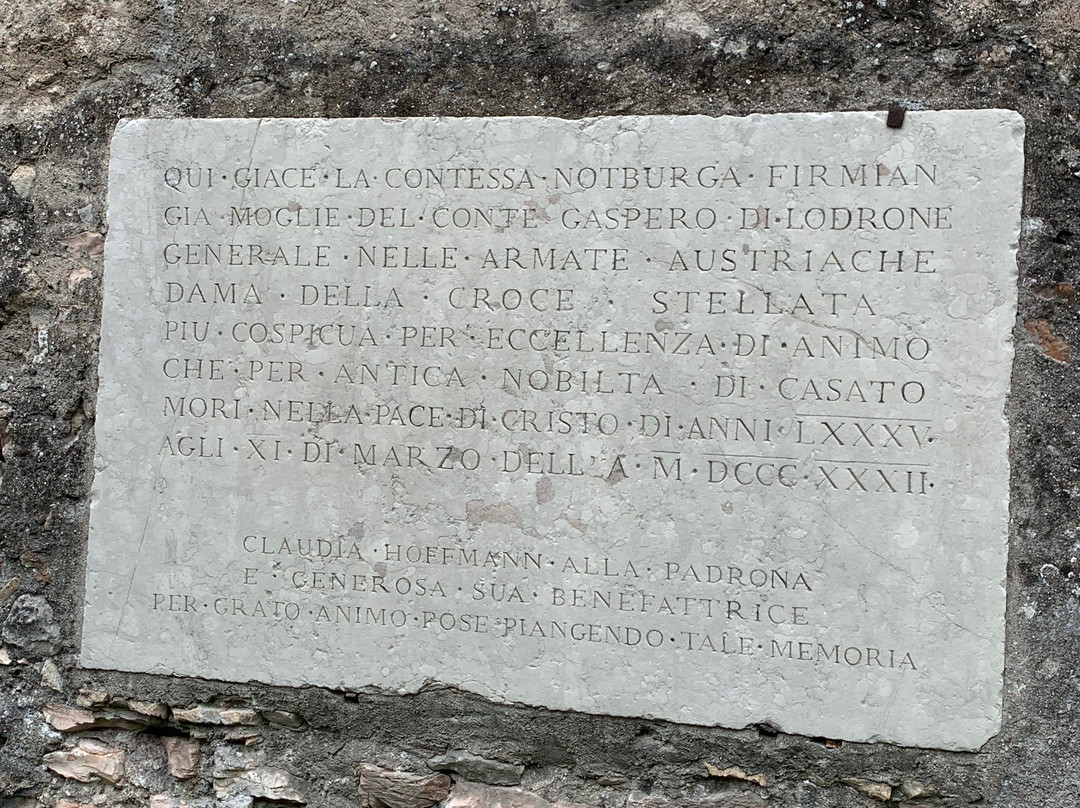 QUI·GIACE·LA·CONTESSA·NOTBURGA·FIRMIAN
GIA·MOGLIE·DEL·CONTE·GASPERO·DI·LODRONE
GENERALE·NELLE·ARMATE·AUSTRIACHE
DAMA·DELLA·CROCE·STELLATA
PIU·COSPICUA·PER·ECCELLENZA·DI·ANIMO
CHE·PER·ANTICA·NOBILTA·DI·CASATO
MORI·NELLA·PACE·DI·CRISTO·DI·ANNI·LXXXV·
AGLI·XI·DI·MARZO·DELL'A·M·DCCC·XXXII·
CLAUDIA·HOFFMANN·ALLA·PADRONA
E·GENEROSA·SUA·BENEFATTRICE
PER·GRATO·ANIMO·POSE·PIANGENDO·TALE·MEMORIA